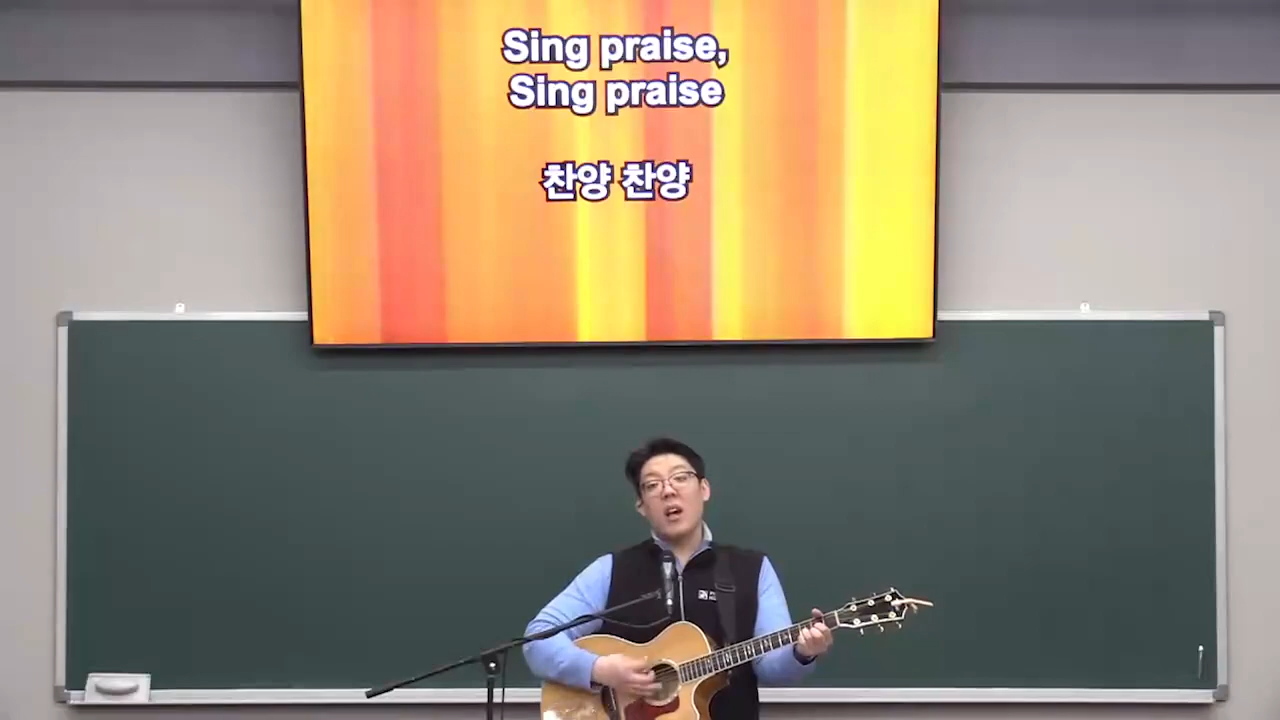 Sing praise,
Sing praise
찬양 찬양